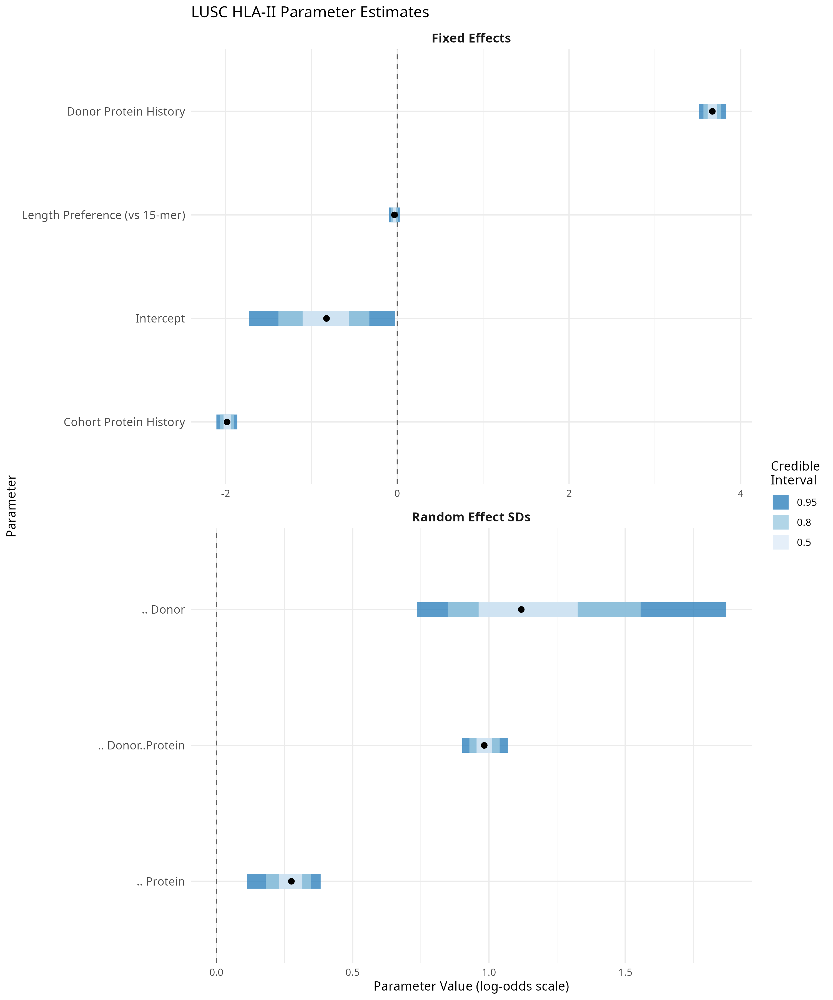 LUSC HLA-II Parameter Estimates
Fixed Effects
Donor Protein History
Length Preference (vs 15-mer)
Intercept
Cohort Protein History
-2
0
2
4
Random Effect SDs
.. Donor
.. Donor..Protein
.. Protein
0.0
0.5
1.0
1.5
Parameter Value (log-odds scale)
Parameter
Credible
Interval
0.95
0.8
0.5